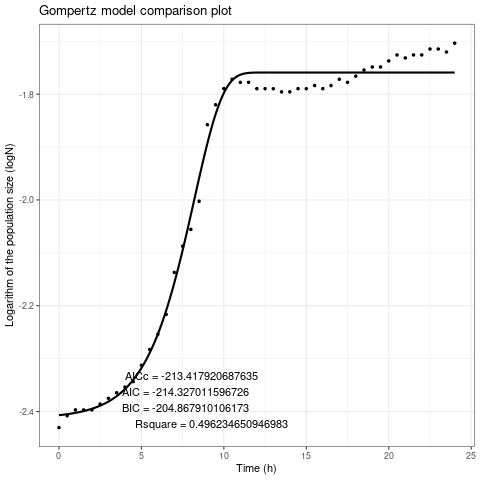 Gompertz model comparison plot
Logarithm of the population size (logN)
-1.8
-2.0
-2.2
-2.4
AICc = -213.417920687635
AIC = -214.327011596726
BIC = -204.867910106173
Rsquare = 0.496234650946983
0 5 10 15 20 25
Time (h)